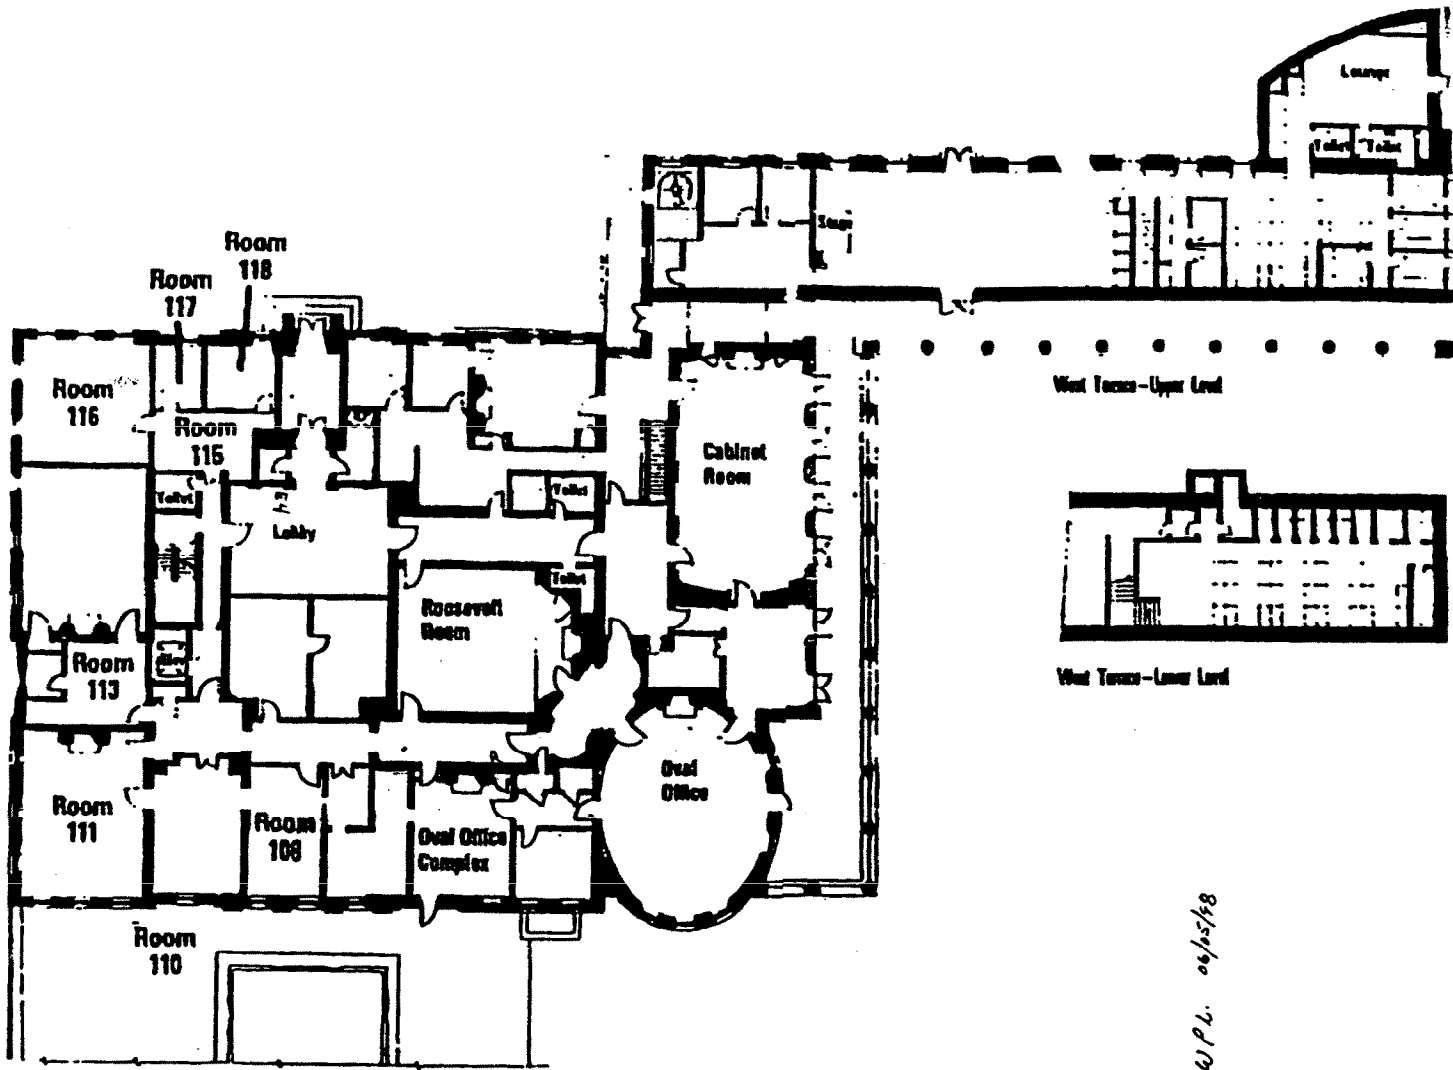 Lounge
Toilet Toilet
Stage
Room
118
Room
117
Room
116
Room
115
West Terrace-Upper Level
Cabinet
Room
Toilet
Toilet
Lobby
Toilet
Roosevelt
Room
Room
113
Elev
West Terrace-Lower Level
Oval
Office
Room
111
Room
108
Oval Office
Complex
Room
110
WPL. 06/05/98